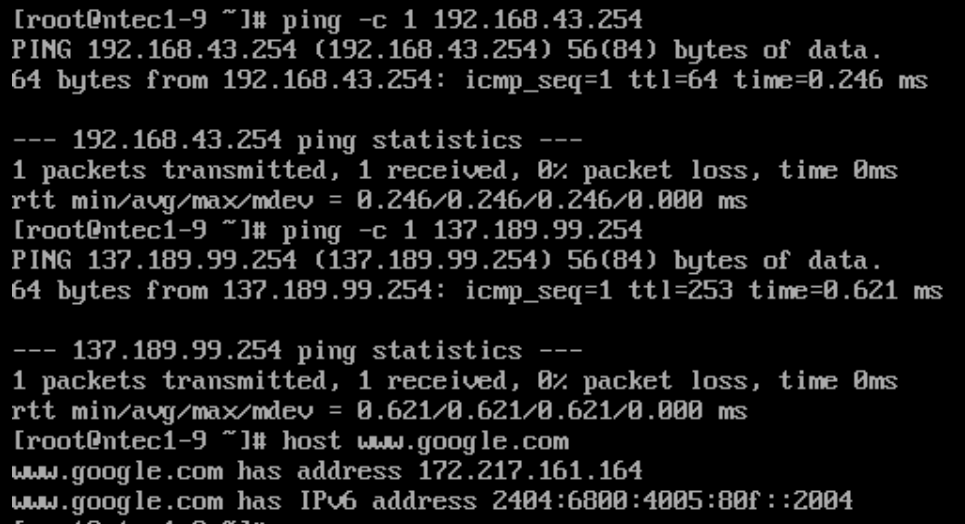 [root@ntec1-9 ~]# ping -c 1 192.168.43.254
PING 192.168.43.254 (192.168.43.254) 56(84) bytes of data.
64 bytes from 192.168.43.254: icmp_seq=1 ttl=64 time=0.246 ms
--- 192.168.43.254 ping statistics ---
1 packets transmitted, 1 received, 0% packet loss, time 0ms
rtt min/avg/max/mdev = 0.246/0.246/0.246/0.000 ms
[root@ntec1-9 ~]# ping -c 1 137.189.99.254
PING 137.189.99.254 (137.189.99.254) 56(84) bytes of data.
64 bytes from 137.189.99.254: icmp_seq=1 ttl=253 time=0.621 ms
--- 137.189.99.254 ping statistics ---
1 packets transmitted, 1 received, 0% packet loss, time 0ms
rtt min/avg/max/mdev = 0.621/0.621/0.621/0.000 ms
[root@ntec1-9 ~]# host www.google.com
www.google.com has address 172.217.161.164
www.google.com has IPv6 address 2404:6800:4005:80f::2004